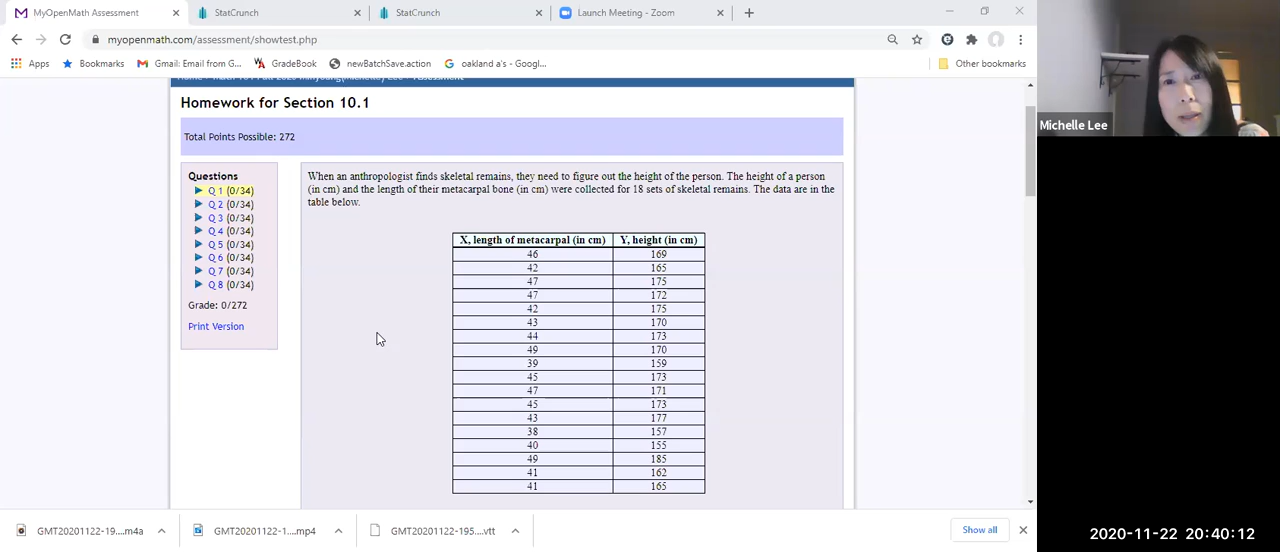 MyOpenMath Assessment
StatCrunch
StatCrunch
Launch Meeting - Zoom
myopenmath.com/assessment/showtest.php
Apps
Bookmarks
Gmail: Email from G...
GradeBook
newBatchSave.action
oakland a's - Googl...
Other bookmarks
Homework for Section 10.1
Total Points Possible: 272
Questions
Q 1 (0/34)
Q 2 (0/34)
Q 3 (0/34)
Q 4 (0/34)
Q 5 (0/34)
Q 6 (0/34)
Q 7 (0/34)
Q 8 (0/34)
Grade: 0/272
Print Version
When an anthropologist finds skeletal remains, they need to figure out the height of the person. The height of a person
(in cm) and the length of their metacarpal bone (in cm) were collected for 18 sets of skeletal remains. The data are in the
table below.
X, length of metacarpal (in cm) Y, height (in cm)
46 169
42 165
47 175
47 172
42 175
43 170
44 173
49 170
39 159
45 173
47 171
45 173
43 177
38 157
40 155
49 185
41 162
41 165
Michelle Lee
GMT20201122-19....m4a
GMT20201122-1....mp4
GMT20201122-195....vtt
Show all
2020-11-22 20:40:12